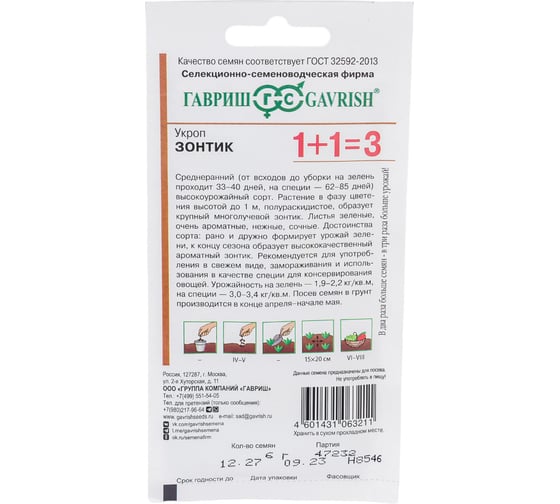 Качество семян соответствует ГОСТ 32592-2013
Селекционно-семеноводческая фирма
ГАВРИШ ГС GAVRISH®
Укроп
ЗОНТИК
1+1=3
Среднеранний (от всходов до уборки на зелень
проходит 33–40 дней, на специи — 62–85 дней)
высокоурожайный сорт. Растение в фазу цвете-
ния высотой до 1 м, полураскидистое, образует
крупный многолучевой зонтик. Листья зеленые,
очень ароматные, нежные, сочные. Достоинства
сорта: рано и дружно формирует урожай зеле-
ни, к концу сезона образует высококачественный
ароматный зонтик. Рекомендуется для употреб-
ления в свежем виде, замораживания и исполь-
зования в качестве специи для консервирования
овощей. Урожайность на зелень — 1,9–2,2 кг/кв.м,
на специи — 3,0–3,4 кг/кв.м. Посев семян в грунт
производится в конце апреля-начале мая.
В два раза больше семян - в три раза больше урожай!
– IV–V – 15×20 см VI–VIII
Россия, 127287, г. Москва,
ул. 2-я Хуторская, д. 11
ООО «ГРУППА КОМПАНИЙ «ГАВРИШ»
Тел.: +7(499) 551-54-05
Тел. для претензий (только сообщения):
+7(983)217-96-64
www.gavrishseeds.ru e-mail: sad@gavrish.ru
vk.com/gavrishsemena
t.me/gavrishsemena
vk.ru/semenafirm
Данные семена предназначены для посева.
Не употреблять в пищу!
4 601431 063211
Хранить в сухом прохладном месте.
Кол-во семян Партия
6 г 47232
12.27 09.23 Н8546
Срок годности до Дата фасовки Фасовщик